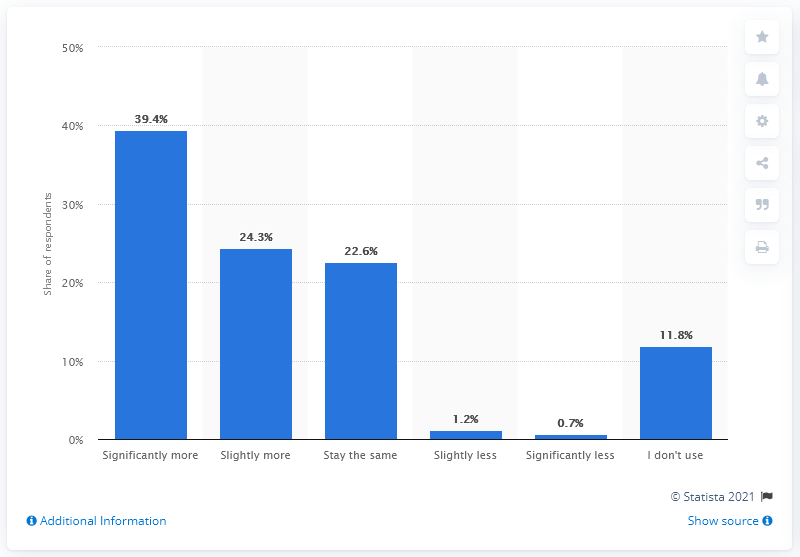 50%
40%
30%
20%
10%
0%
Share of respondents
39.4%
24.3%
22.6%
1.2%
0.7%
11.8%
Significantly more
Slightly more
Stay the same
Slightly less
Significantly less
I don't use
© Statista 2021
Additional Information
Show source